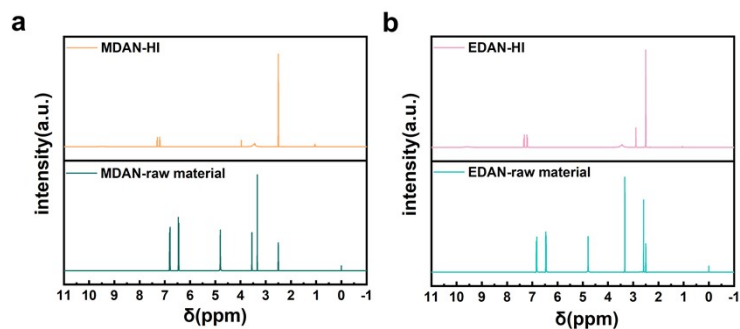 a
MDAN-HI
MDAN-raw material
intensity(a.u.)
11 10 9 8 7 6 5 4 3 2 1 0 -1
δ(ppm)
b
EDAN-HI
EDAN-raw material
intensity(a.u.)
11 10 9 8 7 6 5 4 3 2 1 0 -1
δ(ppm)